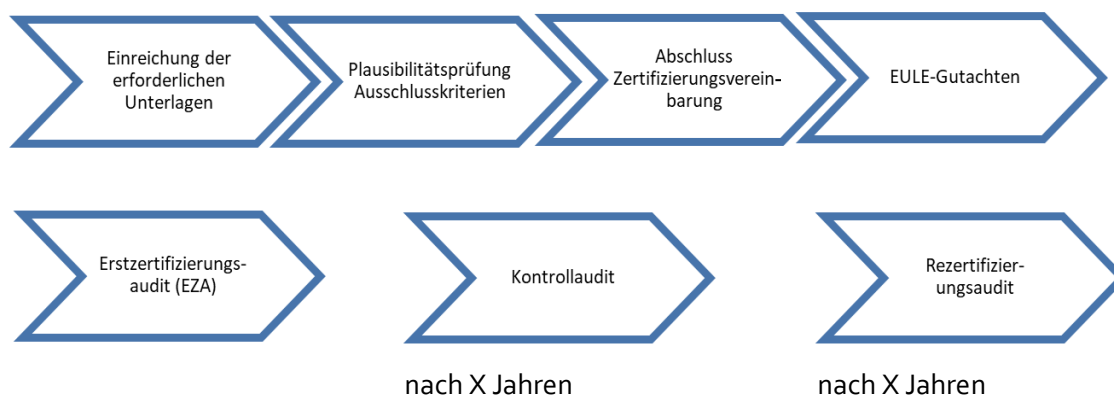 Einreichung der
erforderlichen
Unterlagen
Plausibilitätsprüfung
Ausschlusskriterien
Abschluss
Zertifizierungsverein-
barung
EULE-Gutachten
Erstzertifizierungs-
audit (EZA)
Kontrollaudit
Rezertifizier-
ungsaudit
nach X Jahren
nach X Jahren